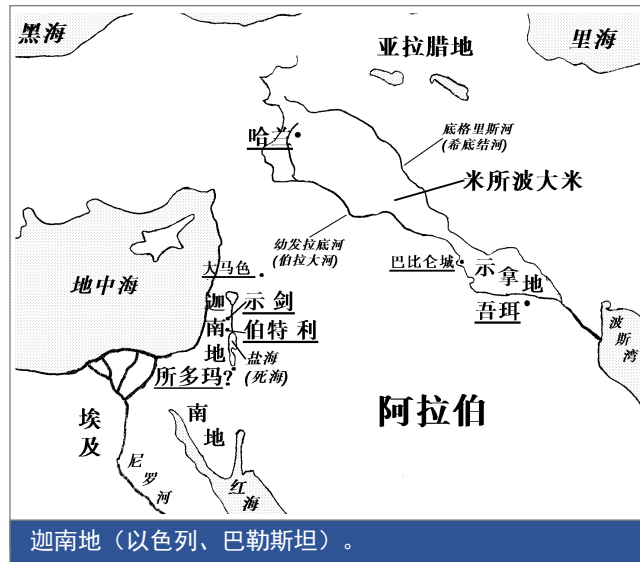 黑海
亚拉腊地
里海
哈兰
底格里斯河
(希底结河)
米所波大米
幼发拉底河
(伯拉大河)
地中海
大马色
巴比仑城
示拿地
吾珥
波斯湾
迦南地
示剑
伯特利
盐海
(死海)
所多玛?
阿拉伯
埃及
南地
尼罗河
红海
迦南地（以色列、巴勒斯坦）。